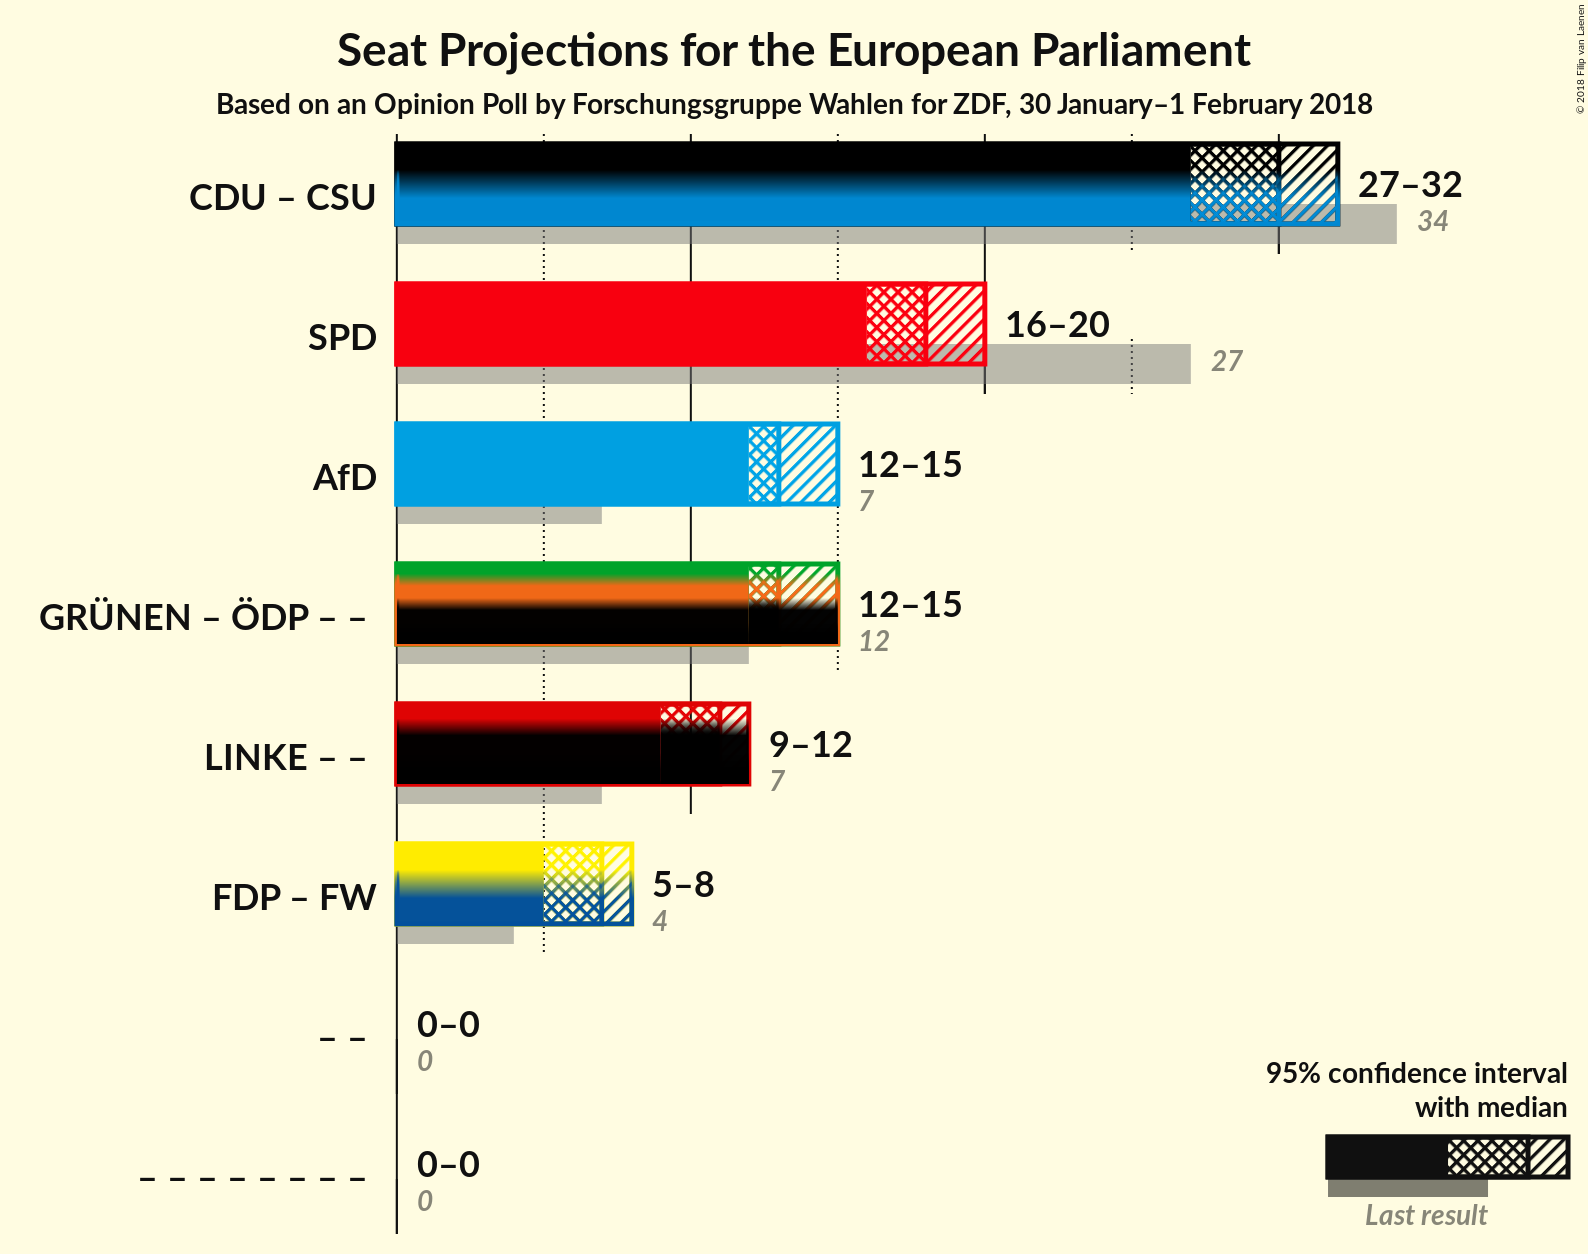 Seat Projections for the European Parliament
Based on an Opinion Poll by Forschungsgruppe Wahlen for ZDF, 30 January–1 February 2018
© 2018 Filip van Laenen
CDU – CSU
27–32
34
SPD
16–20
27
AfD
12–15
7
GRÜNEN – ÖDP – –
12–15
12
LINKE – –
9–12
7
FDP – FW
5–8
4
– –
0–0
0
– – – – – – – –
0–0
0
95% confidence interval
with median
Last result